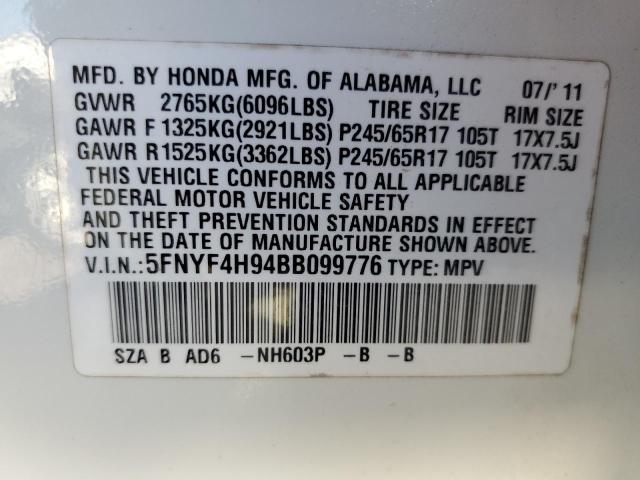 MFD. BY HONDA MFG. OF ALABAMA, LLC 07/'11
GVWR 2765KG(6096LBS) TIRE SIZE RIM SIZE
GAWR F 1325KG(2921LBS) P245/65R17 105T 17X7.5J
GAWR R 1525KG(3362LBS) P245/65R17 105T 17X7.5J
THIS VEHICLE CONFORMS TO ALL APPLICABLE
FEDERAL MOTOR VEHICLE SAFETY
AND THEFT PREVENTION STANDARDS IN EFFECT
ON THE DATE OF MANUFACTURE SHOWN ABOVE.
V.I.N.: 5FNYF4H94BB099776 TYPE: MPV
SZA B AD6 -NH603P -B -B